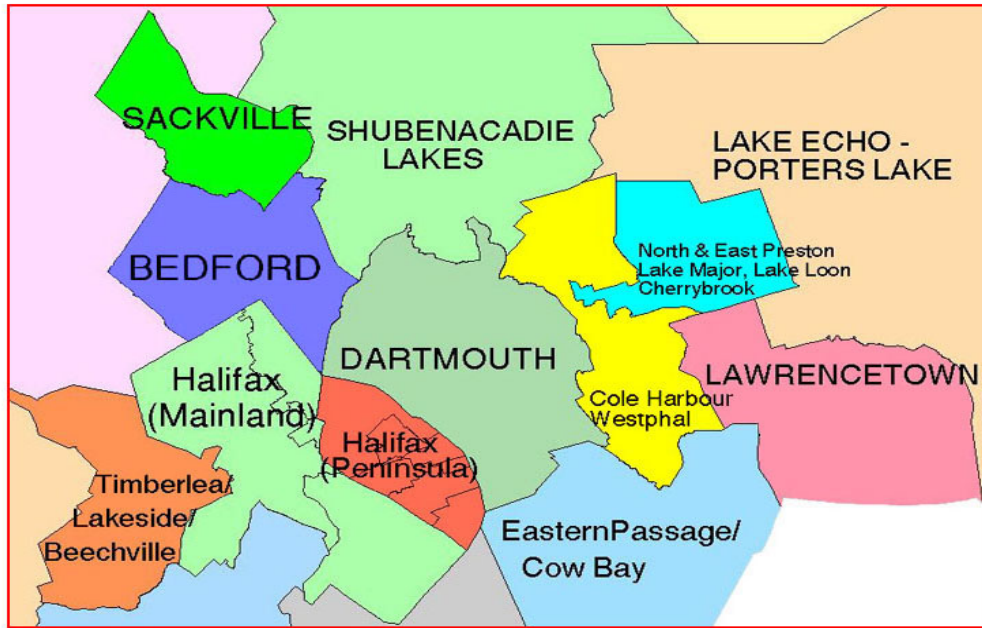 SACKVILLE
SHUBENACADIE
LAKES
LAKE ECHO -
PORTERS LAKE
BEDFORD
North & East Preston
Lake Major, Lake Loon
Cherrybrook
DARTMOUTH
LAWRENCETOWN
Halifax
(Mainland)
Cole Harbour
Westphal
Halifax
(Peninsula)
Timberlea/
Lakeside/
Beechville
EasternPassage/
Cow Bay